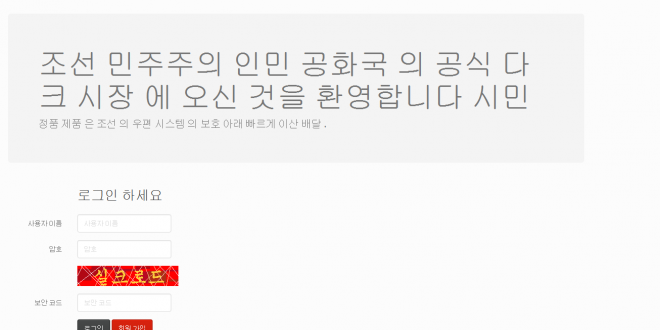 조선 민주주의 인민 공화국 의 공식 다
크 시장 에 오신 것을 환영합니다 시민
정품 제품 은 조선 의 우편 시스템 의 보호 아래 빠르게 이산 배달 .
로그인 하세요
사용자이름 사용자이름
암호 암호
실크로드
보안 코드 보안 코드
로그인 회원 가입